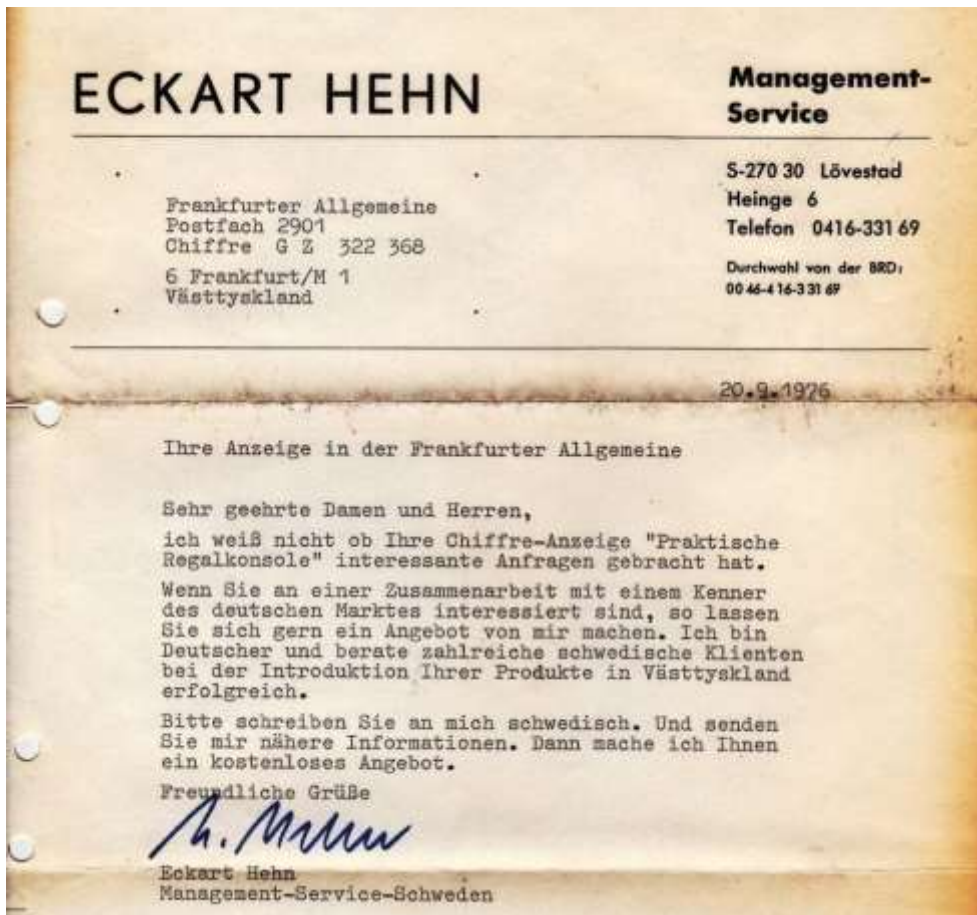 ECKART HEHN
Management-
Service
S-270 30 Lövestad
Heinge 6
Telefon 0416-331 69
Durchwahl von der BRD:
00 46-4 16-3 31 69
Frankfurter Allgemeine
Postfach 2901
Chiffre G Z 322 368
6 Frankfurt/M 1
Västtyskland
20.9.1976
Ihre Anzeige in der Frankfurter Allgemeine
Sehr geehrte Damen und Herren,
ich weiß nicht ob Ihre Chiffre-Anzeige "Praktische
Regalkonsole" interessante Anfragen gebracht hat.
Wenn Sie an einer Zusammenarbeit mit einem Kenner
des deutschen Marktes interessiert sind, so lassen
Sie sich gern ein Angebot von mir machen. Ich bin
Deutscher und berate zahlreiche schwedische Klienten
bei der Introduktion Ihrer Produkte in Västtyskland
erfolgreich.
Bitte schreiben Sie an mich schwedisch. Und senden
Sie mir nähere Informationen. Dann mache ich Ihnen
ein kostenloses Angebot.
Freundliche Grüße
Eckart Hehn
Management-Service-Schweden